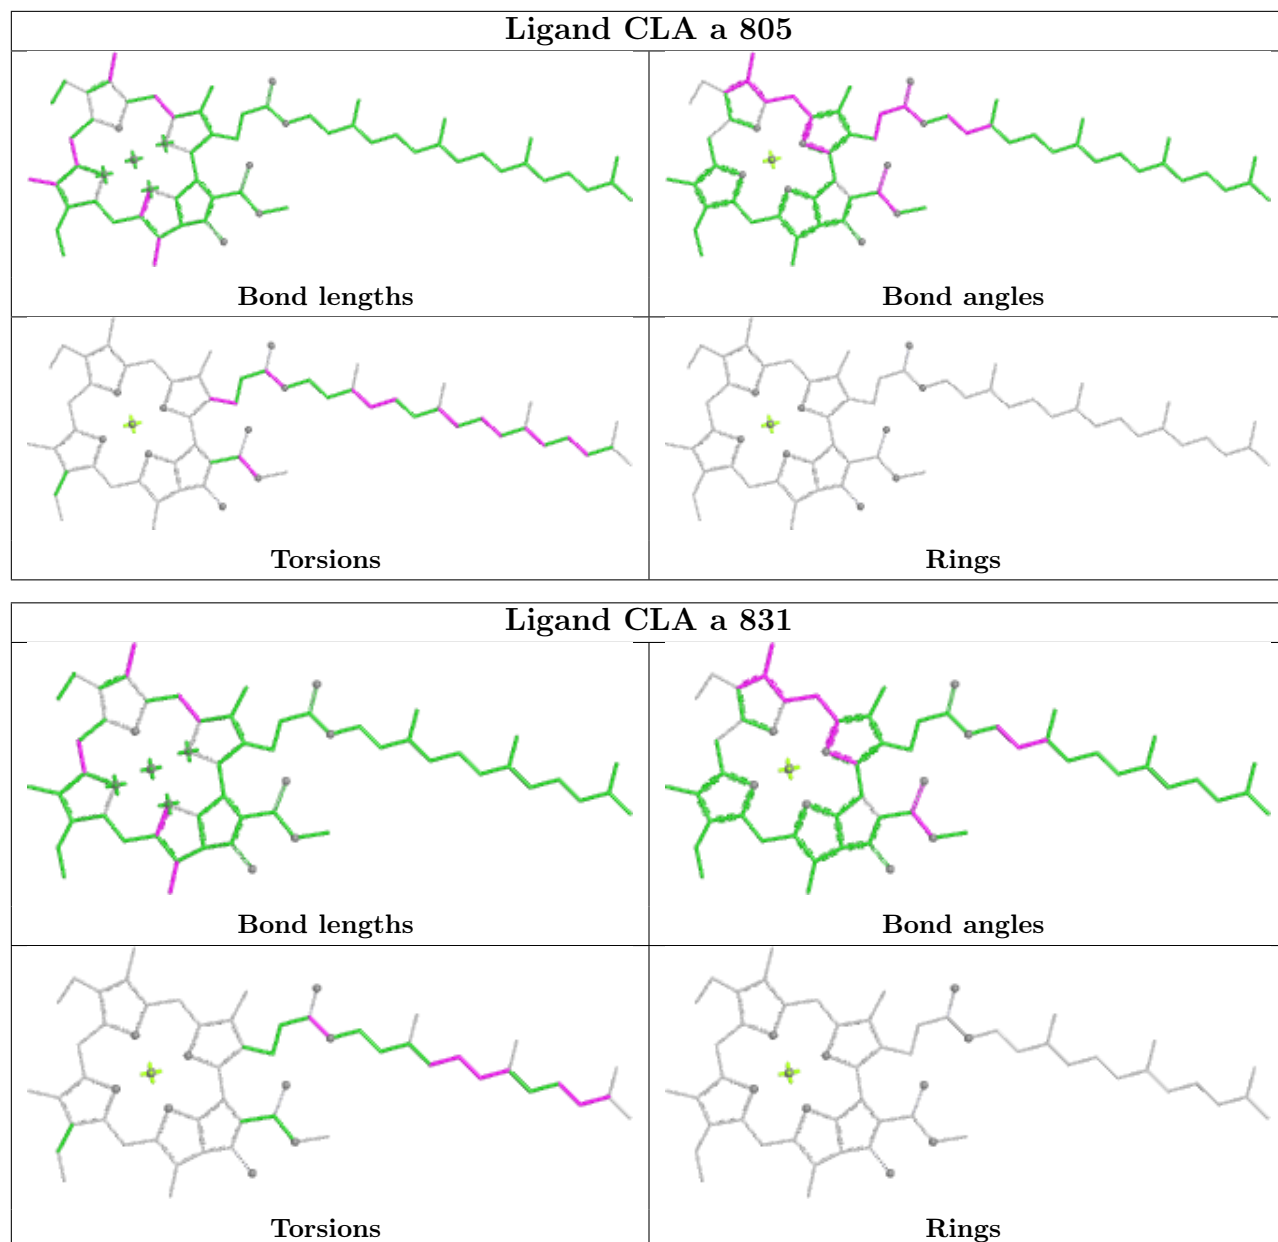 Ligand CLA a 805
Bond lengths
Bond angles
Torsions
Rings
Ligand CLA a 831
Bond lengths
Bond angles
Torsions
Rings